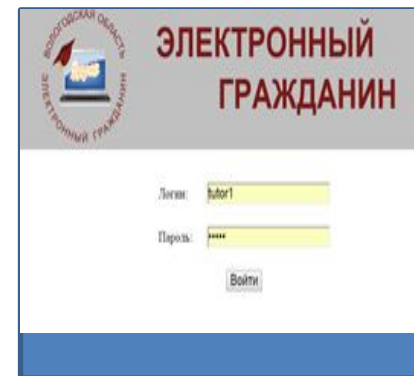 ВОЛОГОДСКАЯ ОБЛАСТЬ
ЭЛЕКТРОННЫЙ ГРАЖДАНИН
ЭЛЕКТРОННЫЙ
ГРАЖДАНИН
Логин: tutor1
Пароль: •••••
Войти